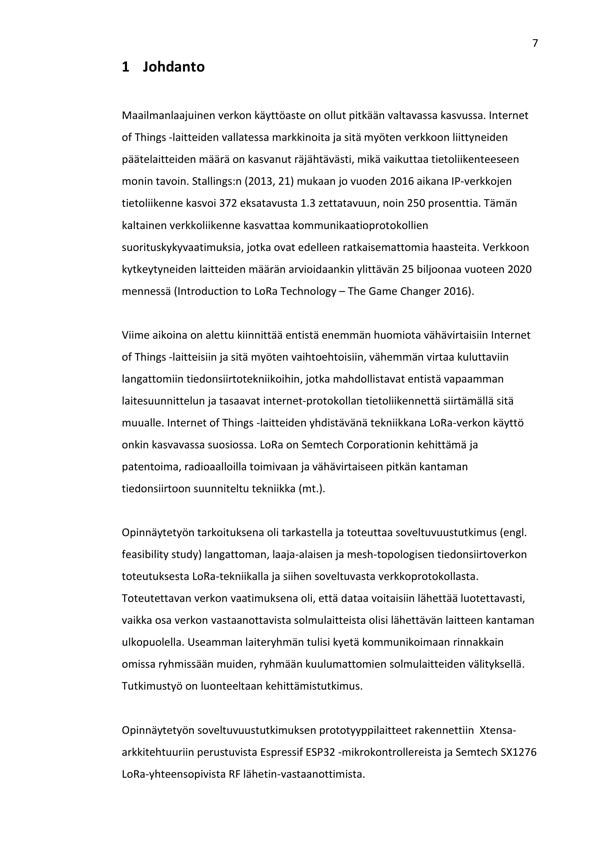 7
1 Johdanto
Maailmanlaajuinen verkon käyttöaste on ollut pitkään valtavassa kasvussa. Internet
of Things -laitteiden vallatessa markkinoita ja sitä myöten verkkoon liittyneiden
päätelaitteiden määrä on kasvanut räjähtävästi, mikä vaikuttaa tietoliikenteeseen
monin tavoin. Stallings:n (2013, 21) mukaan jo vuoden 2016 aikana IP-verkkojen
tietoliikenne kasvoi 372 eksatavusta 1.3 zettatavuun, noin 250 prosenttia. Tämän
kaltainen verkkoliikenne kasvattaa kommunikaatioprotokollien
suorituskykyvaatimuksia, jotka ovat edelleen ratkaisemattomia haasteita. Verkkoon
kytkeytyneiden laitteiden määrän arvioidaankin ylittävän 25 biljoonaa vuoteen 2020
mennessä (Introduction to LoRa Technology – The Game Changer 2016).
Viime aikoina on alettu kiinnittää entistä enemmän huomiota vähävirtaisiin Internet
of Things -laitteisiin ja sitä myöten vaihtoehtoisiin, vähemmän virtaa kuluttaviin
langattomiin tiedonsiirtotekniikoihin, jotka mahdollistavat entistä vapaamman
laitesuunnittelun ja tasaavat internet-protokollan tietoliikennettä siirtämällä sitä
muualle. Internet of Things -laitteiden yhdistävänä tekniikkana LoRa-verkon käyttö
onkin kasvavassa suosiossa. LoRa on Semtech Corporationin kehittämä ja
patentoima, radioaalloilla toimivaan ja vähävirtaiseen pitkän kantaman
tiedonsiirtoon suunniteltu tekniikka (mt.).
Opinnäytetyön tarkoituksena oli tarkastella ja toteuttaa soveltuvuustutkimus (engl.
feasibility study) langattoman, laaja-alaisen ja mesh-topologisen tiedonsiirtoverkon
toteutuksesta LoRa-tekniikalla ja siihen soveltuvasta verkkoprotokollasta.
Toteutettavan verkon vaatimuksena oli, että dataa voitaisiin lähettää luotettavasti,
vaikka osa verkon vastaanottavista solmulaitteista olisi lähettävän laitteen kantaman
ulkopuolella. Useamman laiteryhmän tulisi kyetä kommunikoimaan rinnakkain
omissa ryhmissään muiden, ryhmään kuulumattomien solmulaitteiden välityksellä.
Tutkimustyö on luonteeltaan kehittämistutkimus.
Opinnäytetyön soveltuvuustutkimuksen prototyyppilaitteet rakennettiin  Xtensa-
arkkitehtuuriin perustuvista Espressif ESP32 -mikrokontrollereista ja Semtech SX1276
LoRa-yhteensopivista RF lähetin-vastaanottimista.